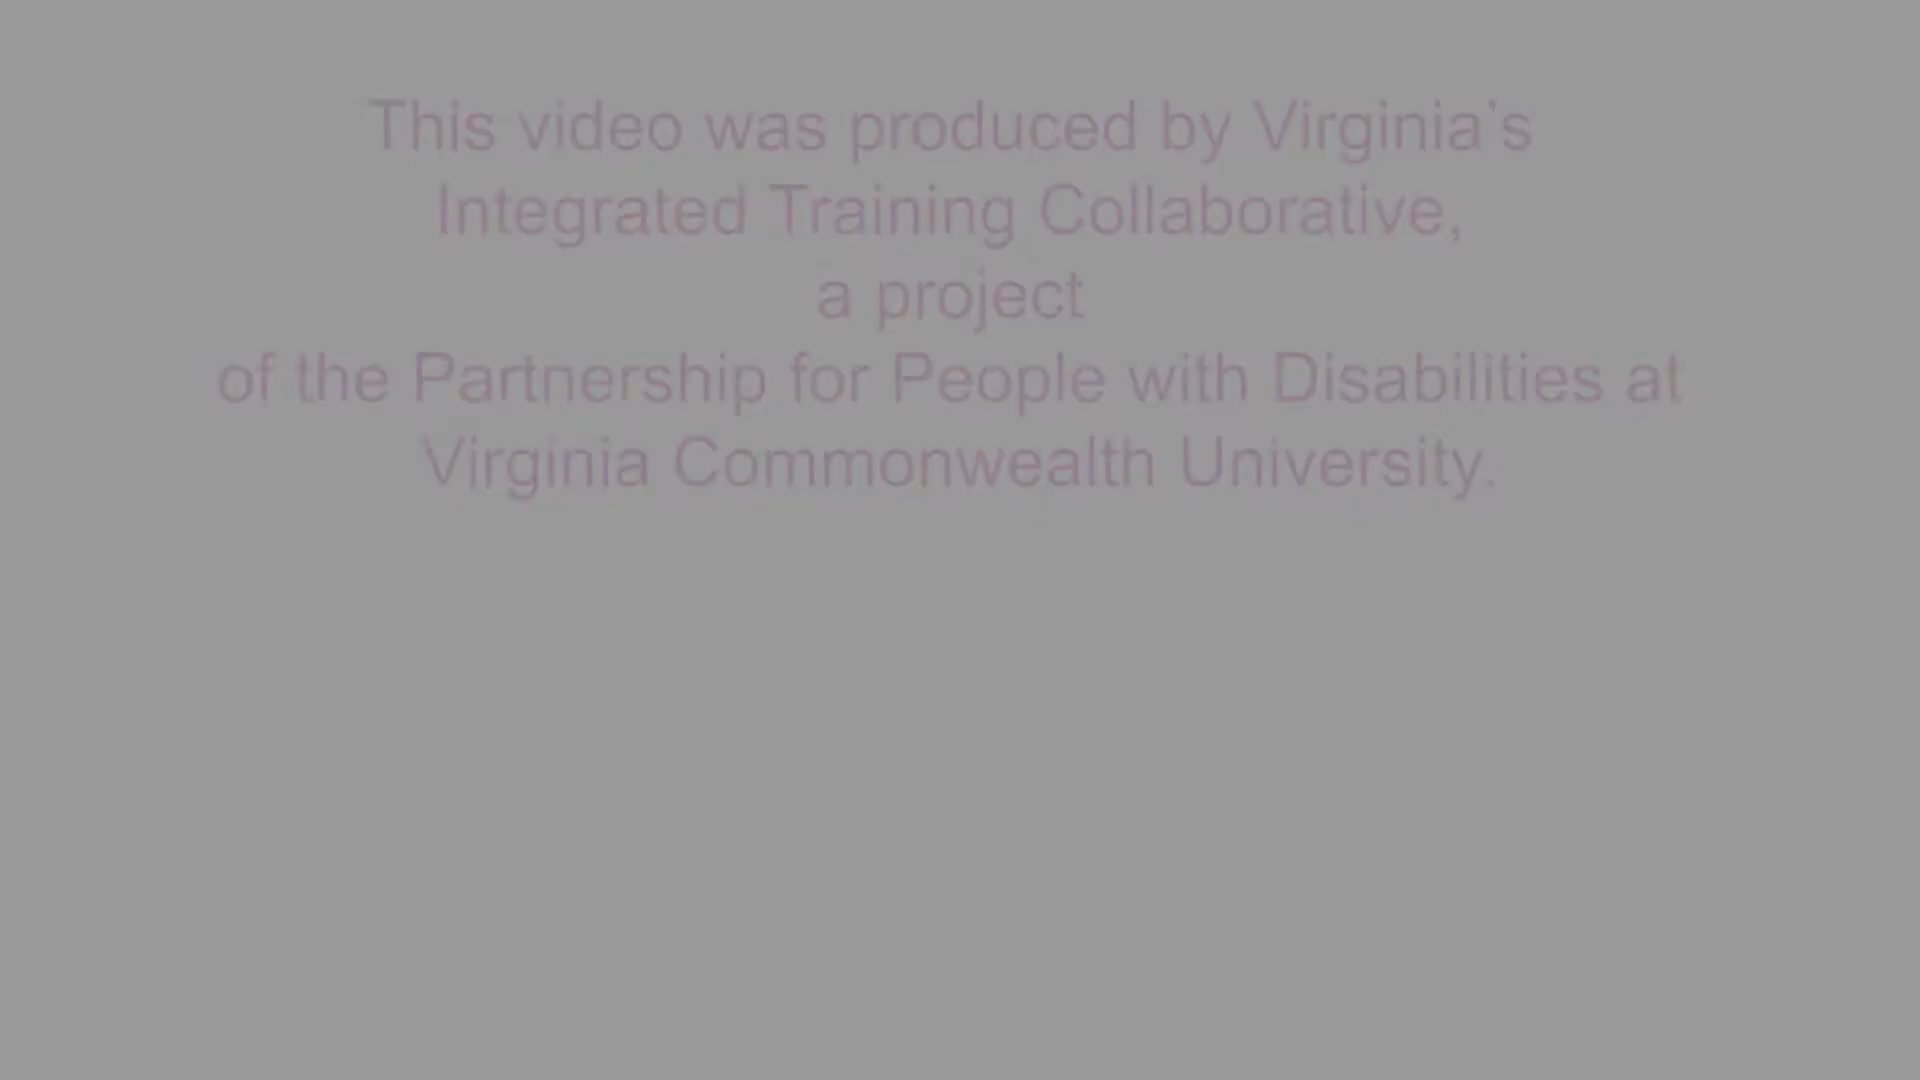 This video was produced by Virginia's
Integrated Training Collaborative,
a project
of the Partnership for People with Disabilities at
Virginia Commonwealth University.